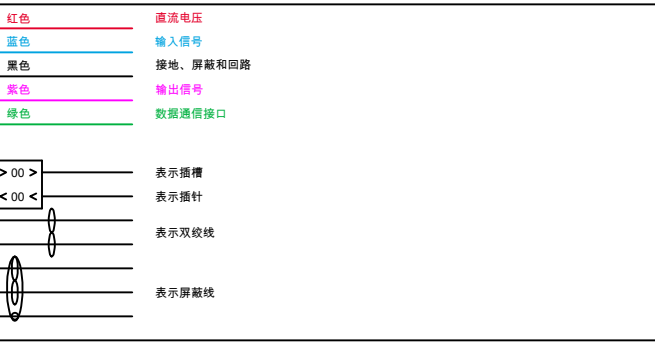 红色 直流电压
蓝色 输入信号
黑色 接地、屏蔽和回路
紫色 输出信号
绿色 数据通信接口
> 00 > 表示插槽
< 00 < 表示插针
表示双绞线
表示屏蔽线